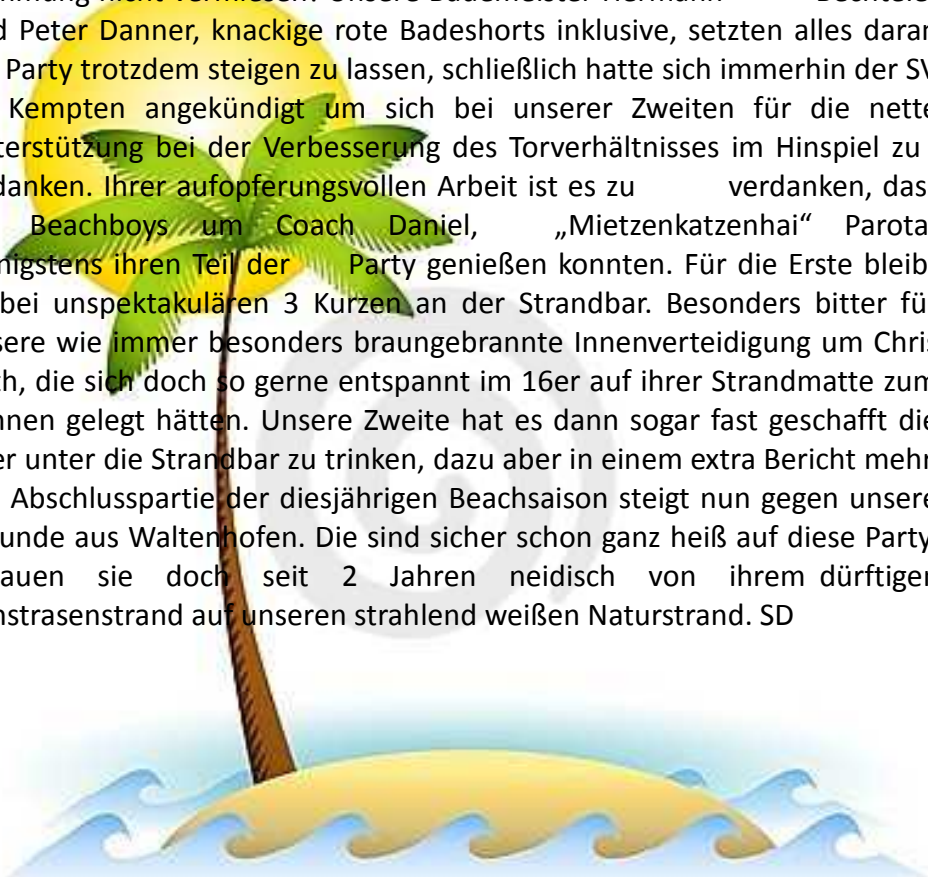 nicht vermiesen! Unsere Bademeister Hermann
Peter Danner, knackige rote Badeshorts inklusive, setzten alles daran
Party trotzdem steigen zu lassen, schließlich hatte sich immerhin der SV
Kempten angekündigt um sich bei unserer Zweiten für die nette
terstützung bei der Verbesserung des Torverhältnisses im Hinspiel zu
danken. Ihrer aufopferungsvollen Arbeit ist es zu verdanken, das
Beachboys um Coach Daniel, „Mietzenkatzenhai“ Parota
nigstens ihren Teil der Party genießen konnten. Für die Erste bleib
bei unspektakulären 3 Kurzen an der Strandbar. Besonders bitter fü
sere wie immer besonders braungebrannte Innenverteidigung um Chris
th, die sich doch so gerne entspannt im 16er auf ihrer Strandmatte zum
nnen gelegt hätten. Unsere Zweite hat es dann sogar fast geschafft die
er unter die Strandbar zu trinken, dazu aber in einem extra Bericht mehr
Abschlusspartie der diesjährigen Beachsaison steigt nun gegen unsere
unde aus Waltenhofen. Die sind sicher schon ganz heiß auf diese Party
auen sie doch seit 2 Jahren neidisch von ihrem dürftigen
nstrasenstrand auf unseren strahlend weißen Naturstrand. SD